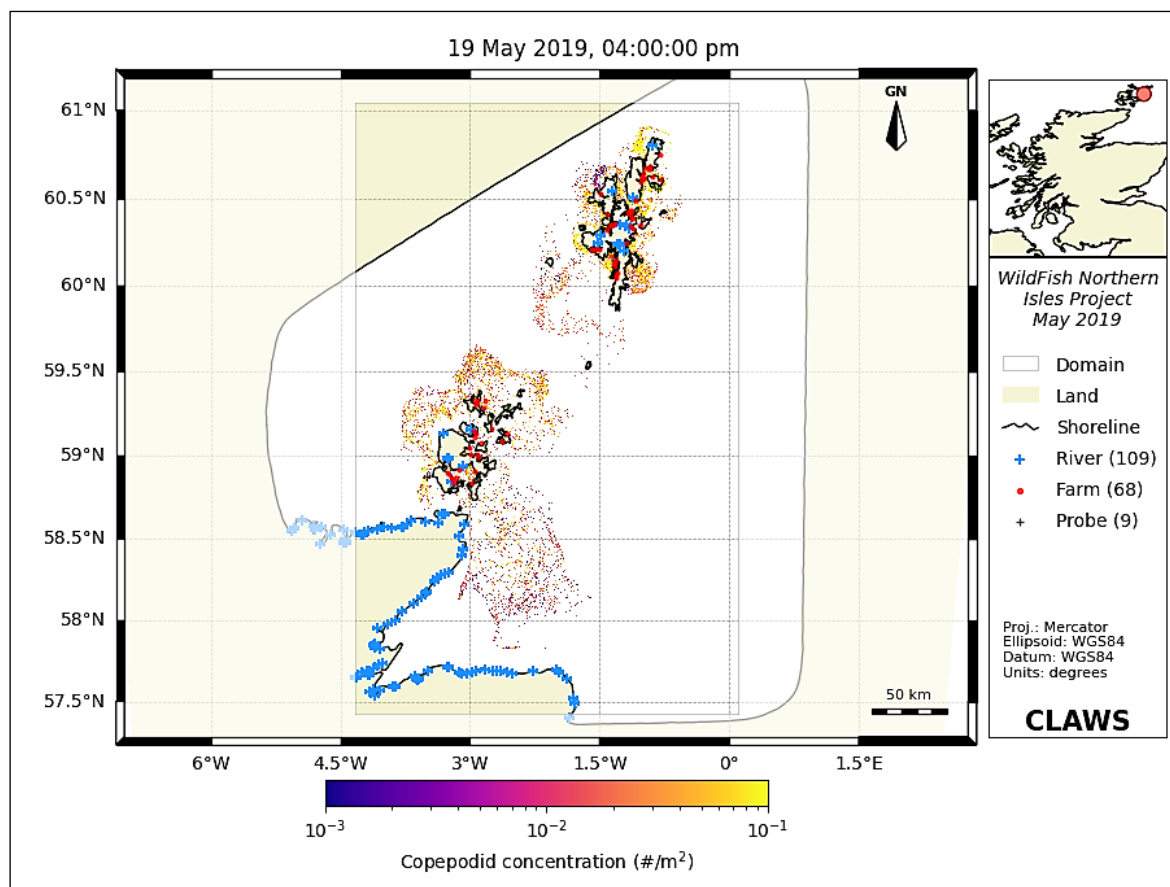 19 May 2019, 04:00:00 pm
61°N
60.5°N
60°N
59.5°N
59°N
58.5°N
58°N
57.5°N
6°W
4.5°W
3°W
1.5°W
0°
1.5°E
GN
50 km
10⁻³
10⁻²
10⁻¹
Copepodid concentration (#/m²)
WildFish Northern
Isles Project
May 2019
Domain
Land
Shoreline
River (109)
Farm (68)
Probe (9)
Proj.: Mercator
Ellipsoid: WGS84
Datum: WGS84
Units: degrees
CLAWS